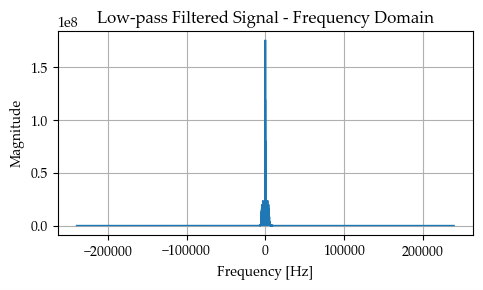 Low-pass Filtered Signal - Frequency Domain
1e8
1.5
1.0
0.5
0.0
Magnitude
−200000 −100000 0 100000 200000
Frequency [Hz]